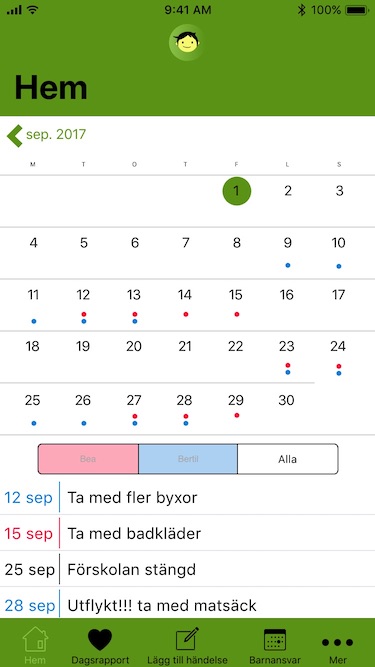 9:41 AM 100%
Hem
sep. 2017
M T O T F L S
1 2 3
4 5 6 7 8 9 10
11 12 13 14 15 16 17
18 19 20 21 22 23 24
25 26 27 28 29 30
Bea Bertil Alla
12 sep Ta med fler byxor
15 sep Ta med badkläder
25 sep Förskolan stängd
28 sep Utflykt!!! ta med matsäck
Hem Dagsrapport Lägg till händelse Barnansvar Mer